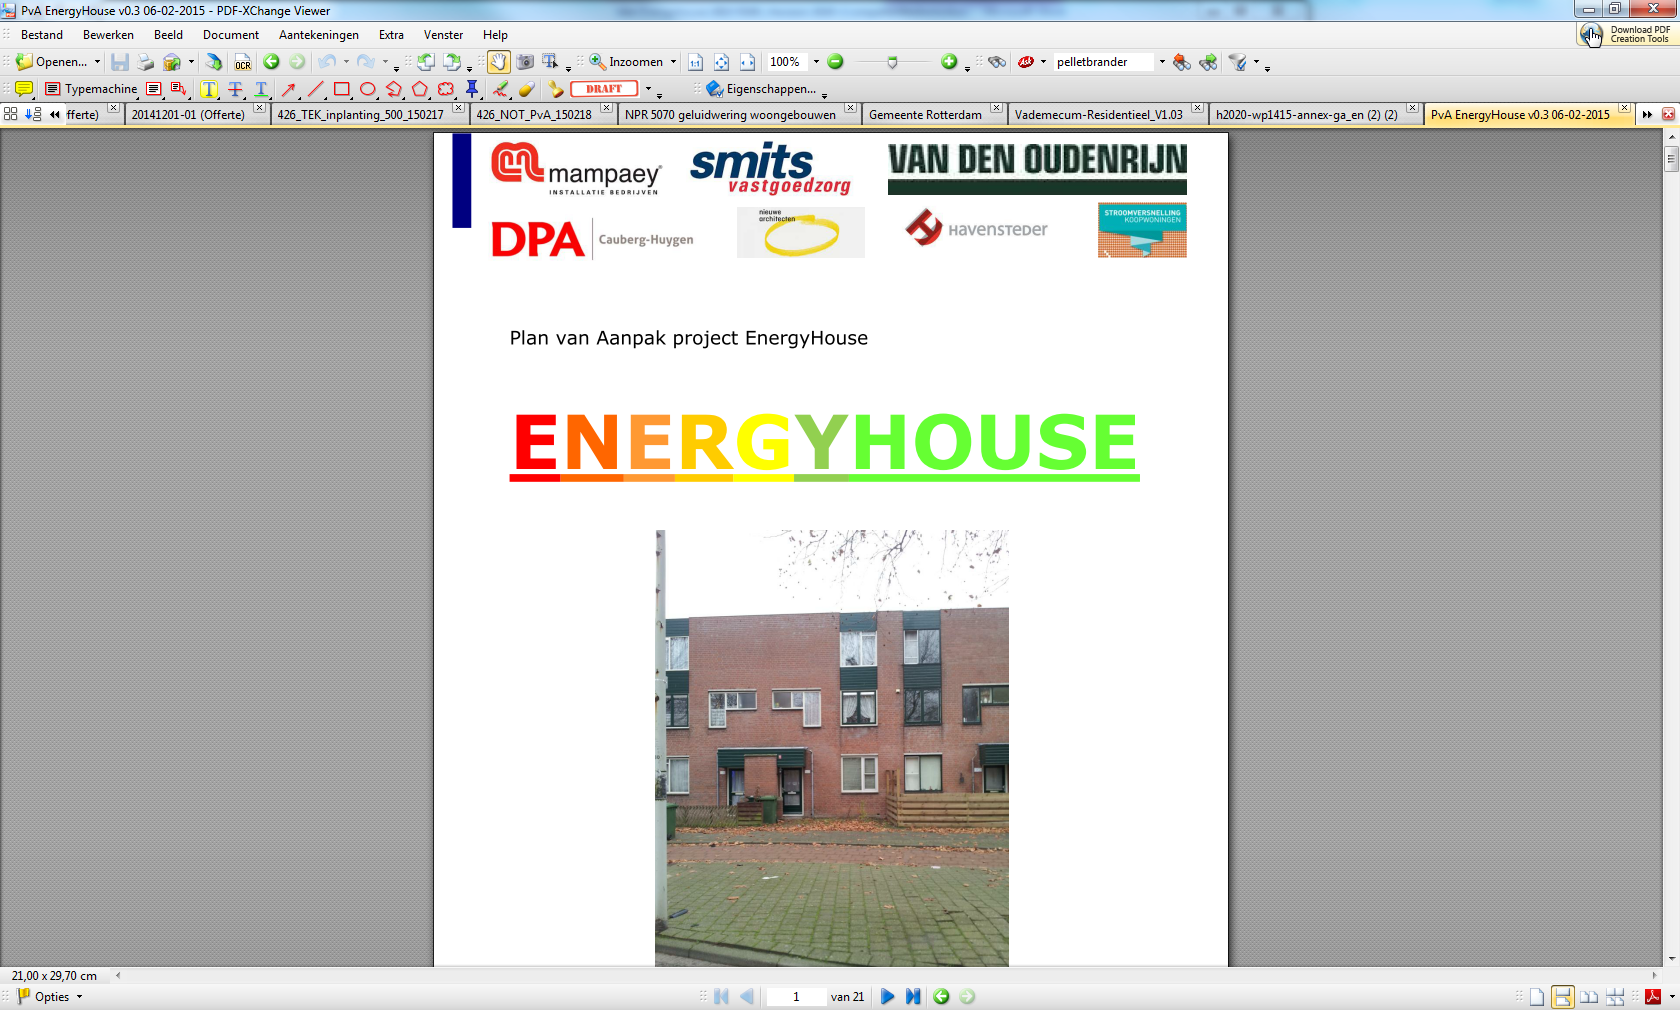 PvA EnergyHouse v0.3 06-02-2015 - PDF-XChange Viewer
Bestand Bewerken Beeld Document Aantekeningen Extra Venster Help
Download PDF
Creation Tools
Openen... OCR Inzoomen 1:1 100% Ask pelletbrander
Typemachine DRAFT Eigenschappen...
fferte) 20141201-01 (Offerte) 426_TEK_inplanting_500_150217 426_NOT_PvA_150218 NPR 5070 geluidwering woongebouwen Gemeente Rotterdam Vademecum-Residentieel_V1.03 h2020-wp1415-annex-ga_en (2) (2) PvA EnergyHouse v0.3 06-02-2015
mampaey
INSTALLATIE BEDRIJVEN
smits
vastgoedzorg
VAN DEN OUDENRIJN
DPA Cauberg-Huygen
nieuwe
architecten
HAVENSTEDER
STROOMVERSNELLING
KOOPWONINGEN
Plan van Aanpak project EnergyHouse
ENERGYHOUSE
21,00 x 29,70 cm
Opties 1 van 21